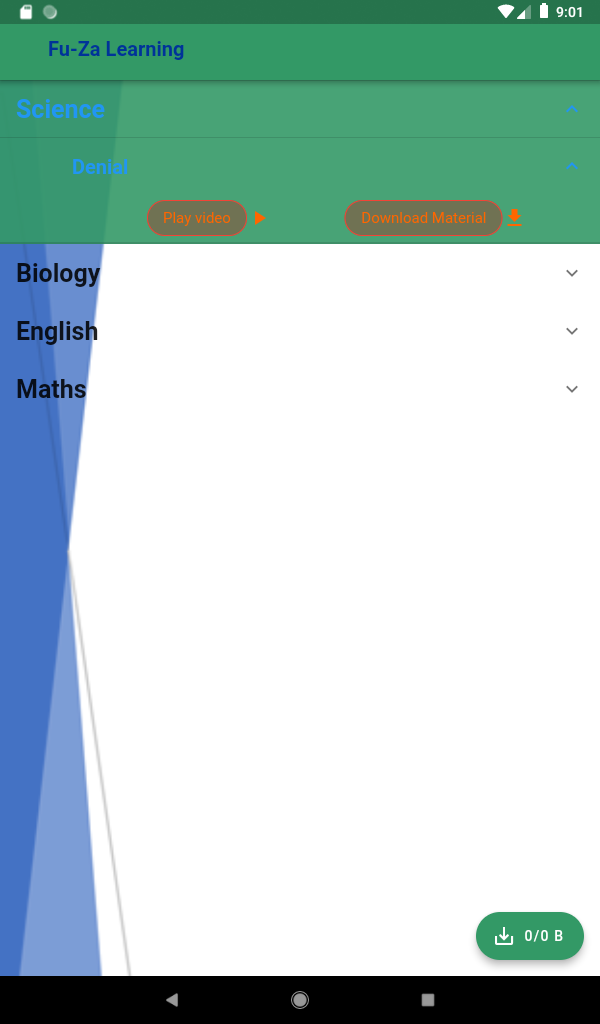 9:01
Fu-Za Learning
Science
Denial
Play video
Download Material
Biology
English
Maths
0/0 B